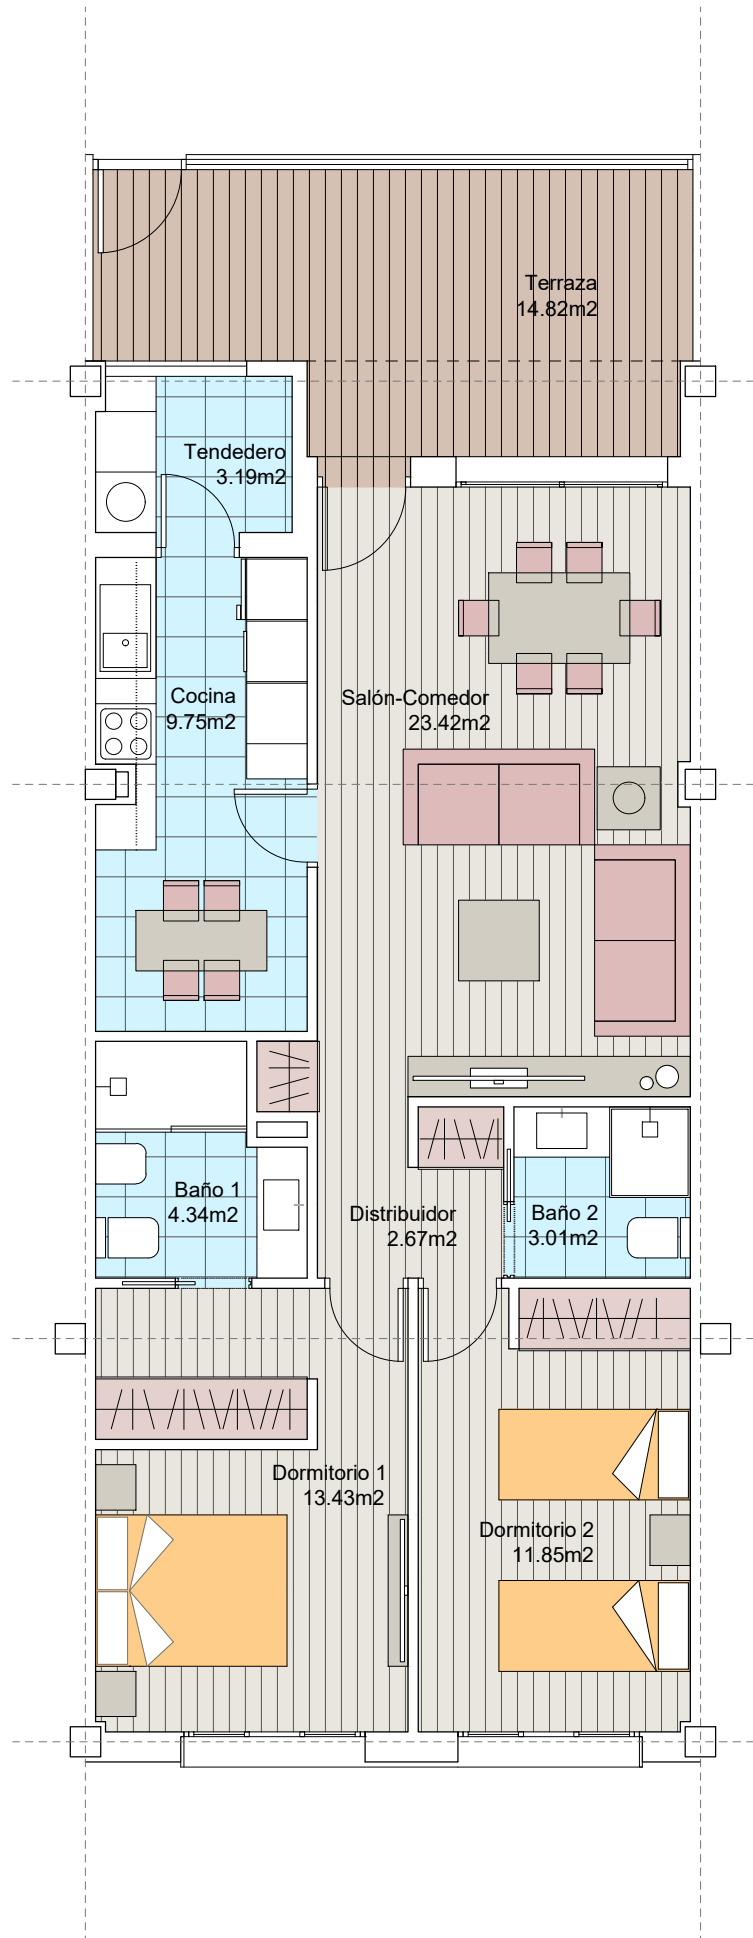 Terraza
14.82m2
Tendedero
3.19m2
Cocina
9.75m2
Salón-Comedor
23.42m2
Baño 1
4.34m2
Distribuidor
2.67m2
Baño 2
3.01m2
Dormitorio 1
13.43m2
Dormitorio 2
11.85m2